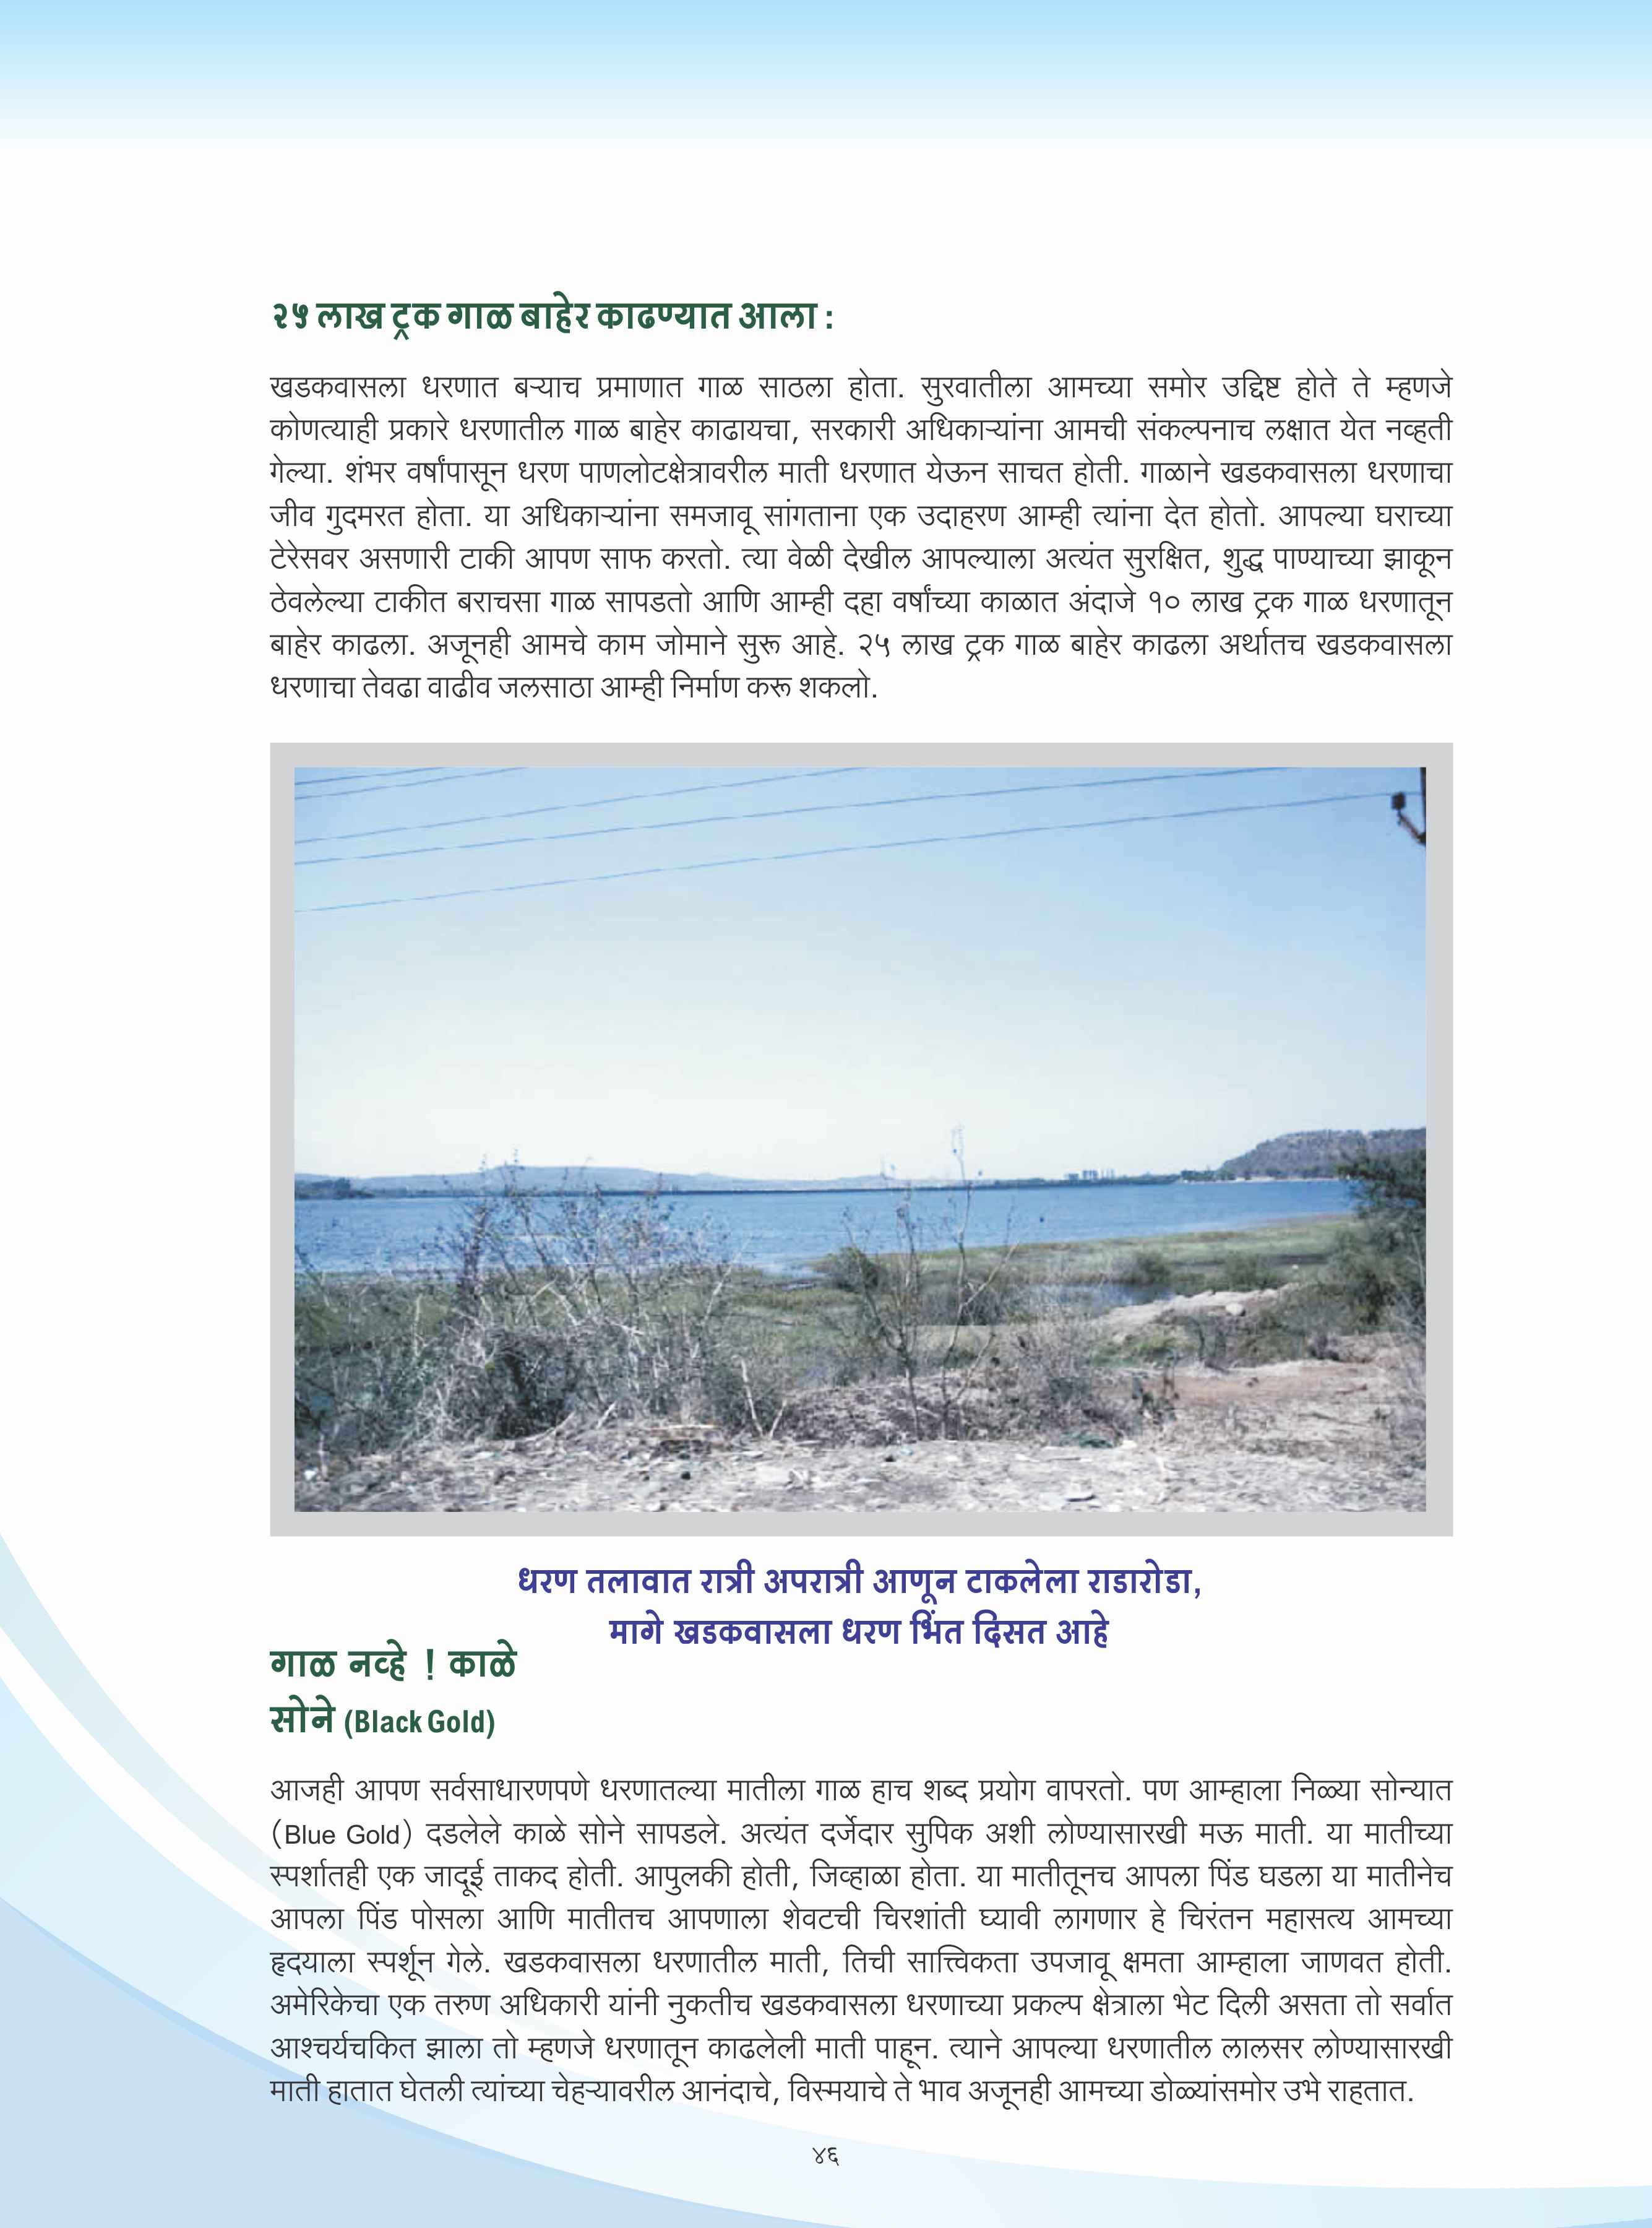 २५ लाख ट्रक गाळ बाहेर काढण्यात आला :
खडकवासला धरणात बऱ्याच प्रमाणात गाळ साठला होता. सुरवातीला आमच्या समोर उद्दिष्ट होते ते म्हणजे
कोणत्याही प्रकारे धरणातील गाळ बाहेर काढायचा, सरकारी अधिकाऱ्यांना आमची संकल्पनाच लक्षात येत नव्हती
गेल्या. शंभर वर्षांपासून धरण पाणलोटक्षेत्रावरील माती धरणात येऊन साचत होती. गाळाने खडकवासला धरणाचा
जीव गुदमरत होता. या अधिकाऱ्यांना समजावू सांगताना एक उदाहरण आम्ही त्यांना देत होतो. आपल्या घराच्या
टेरेसवर असणारी टाकी आपण साफ करतो. त्या वेळी देखील आपल्याला अत्यंत सुरक्षित, शुद्ध पाण्याच्या झाकून
ठेवलेल्या टाकीत बराचसा गाळ सापडतो आणि आम्ही दहा वर्षांच्या काळात अंदाजे १० लाख ट्रक गाळ धरणातून
बाहेर काढला. अजूनही आमचे काम जोमाने सुरू आहे. २५ लाख ट्रक गाळ बाहेर काढला अर्थातच खडकवासला
धरणाचा तेवढा वाढीव जलसाठा आम्ही निर्माण करू शकलो.
धरण तलावात रात्री अपरात्री आणून टाकलेला राडारोडा,
मागे खडकवासला धरण भिंत दिसत आहे
गाळ नव्हे ! काळे
सोने (Black Gold)
आजही आपण सर्वसाधारणपणे धरणातल्या मातीला गाळ हाच शब्द प्रयोग वापरतो. पण आम्हाला निळ्या सोन्यात
(Blue Gold) दडलेले काळे सोने सापडले. अत्यंत दर्जेदार सुपिक अशी लोण्यासारखी मऊ माती. या मातीच्या
स्पर्शातही एक जादूई ताकद होती. आपुलकी होती, जिव्हाळा होता. या मातीतूनच आपला पिंड घडला या मातीनेच
आपला पिंड पोसला आणि मातीतच आपणाला शेवटची चिरशांती घ्यावी लागणार हे चिरंतन महासत्य आमच्या
हृदयाला स्पर्शून गेले. खडकवासला धरणातील माती, तिची सात्त्विकता उपजावू क्षमता आम्हाला जाणवत होती.
अमेरिकेचा एक तरुण अधिकारी यांनी नुकतीच खडकवासला धरणाच्या प्रकल्प क्षेत्राला भेट दिली असता तो सर्वात
आश्चर्यचकित झाला तो म्हणजे धरणातून काढलेली माती पाहून. त्याने आपल्या धरणातील लालसर लोण्यासारखी
माती हातात घेतली त्यांच्या चेहऱ्यावरील आनंदाचे, विस्मयाचे ते भाव अजूनही आमच्या डोळ्यांसमोर उभे राहतात.
४६